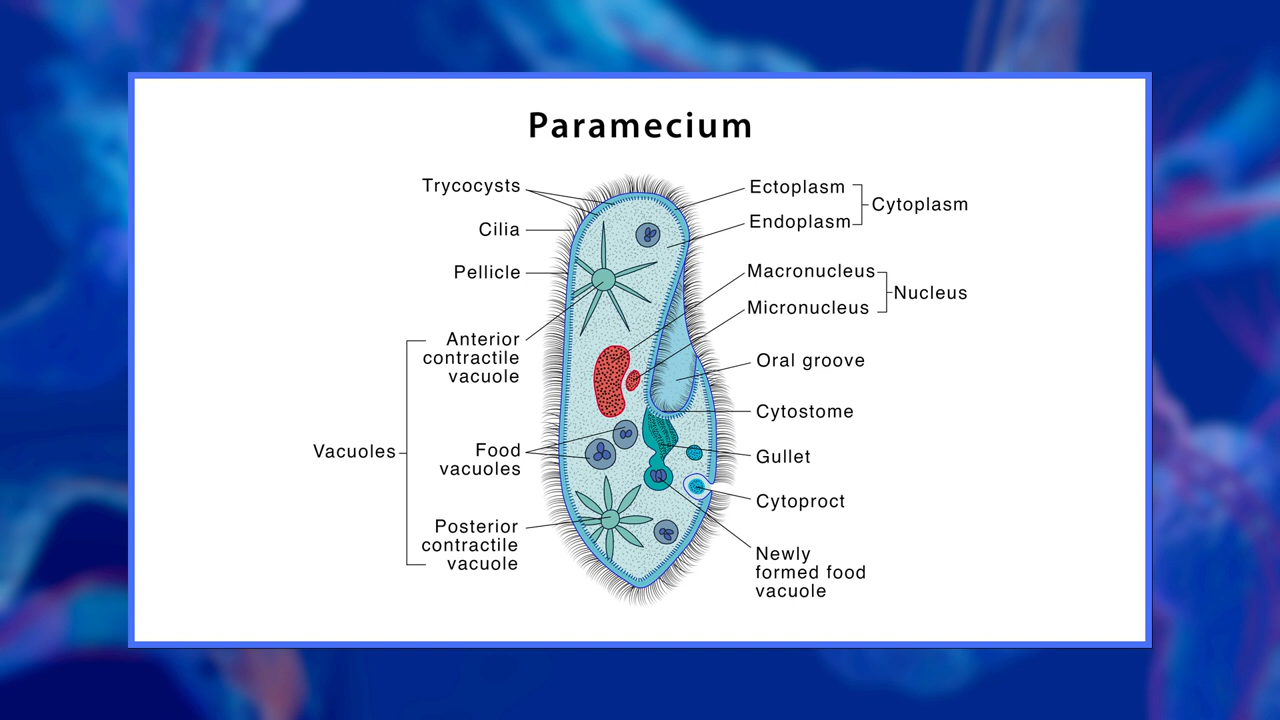 Paramecium
Trycocysts
Cilia
Pellicle
Anterior
contractile
vacuole
Vacuoles
Food
vacuoles
Posterior
contractile
vacuole
Ectoplasm
Endoplasm
Cytoplasm
Macronucleus
Micronucleus
Nucleus
Oral groove
Cytostome
Gullet
Cytoproct
Newly
formed food
vacuole